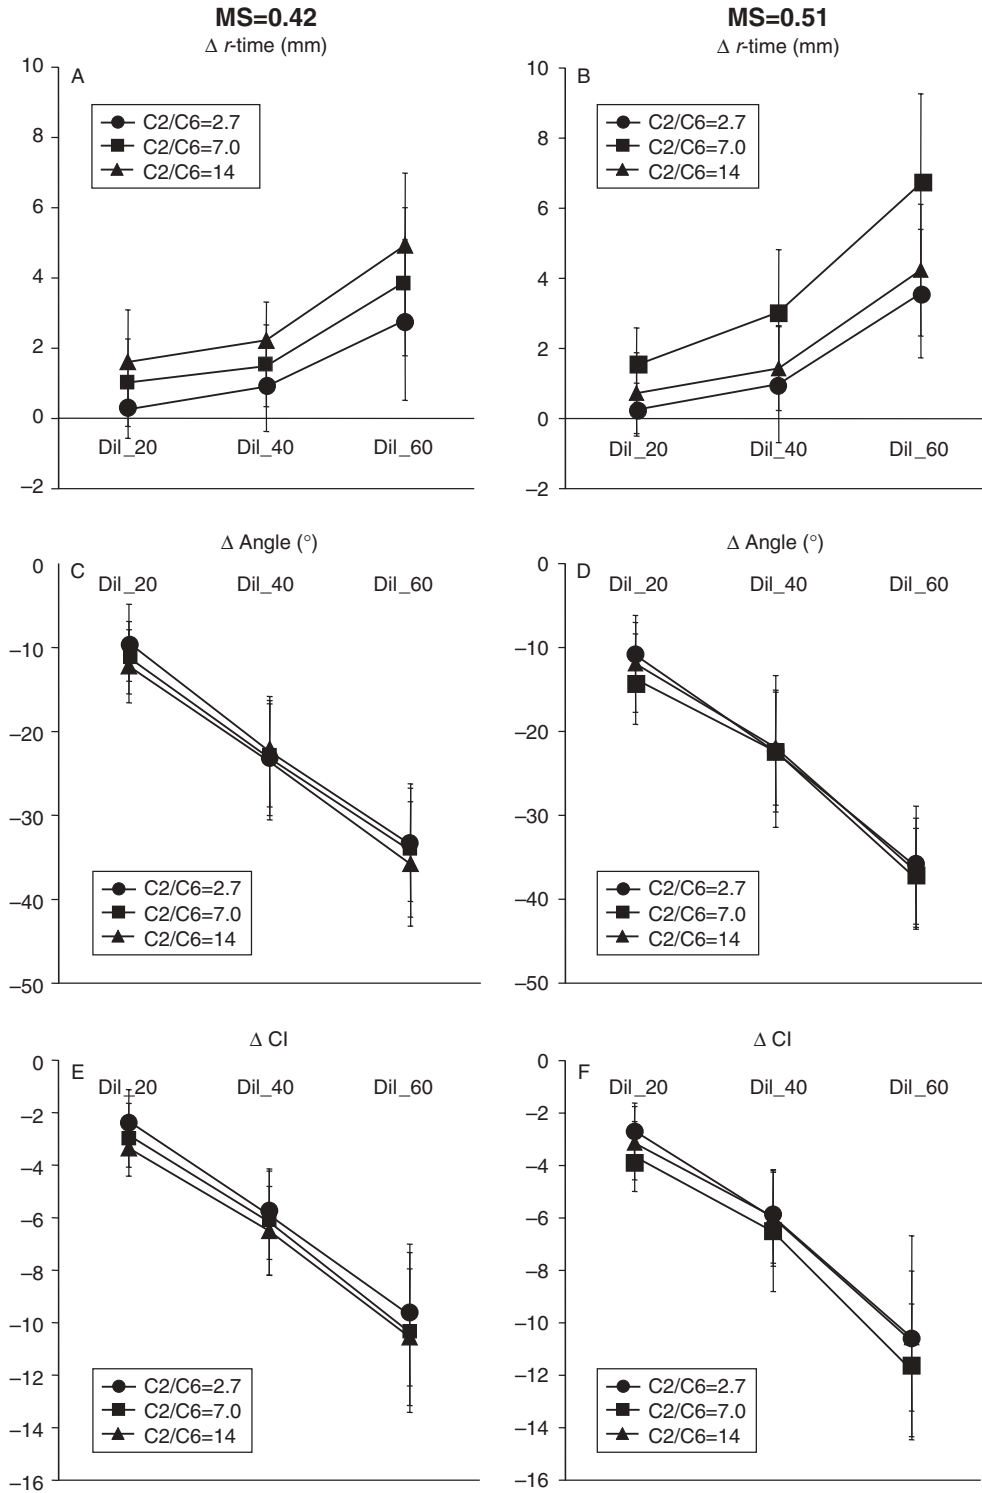 MS=0.42
Δ r-time (mm)
A
10
8
6
4
2
0
–2
C2/C6=2.7
C2/C6=7.0
C2/C6=14
Dil_20 Dil_40 Dil_60
MS=0.51
Δ r-time (mm)
B
10
8
6
4
2
0
–2
C2/C6=2.7
C2/C6=7.0
C2/C6=14
Dil_20 Dil_40 Dil_60
Δ Angle (°)
C
0
–10
–20
–30
–40
–50
Dil_20 Dil_40 Dil_60
C2/C6=2.7
C2/C6=7.0
C2/C6=14
Δ Angle (°)
D
0
–10
–20
–30
–40
–50
Dil_20 Dil_40 Dil_60
C2/C6=2.7
C2/C6=7.0
C2/C6=14
Δ CI
E
0
–2
–4
–6
–8
–10
–12
–14
–16
Dil_20 Dil_40 Dil_60
C2/C6=2.7
C2/C6=7.0
C2/C6=14
Δ CI
F
0
–2
–4
–6
–8
–10
–12
–14
–16
Dil_20 Dil_40 Dil_60
C2/C6=2.7
C2/C6=7.0
C2/C6=14